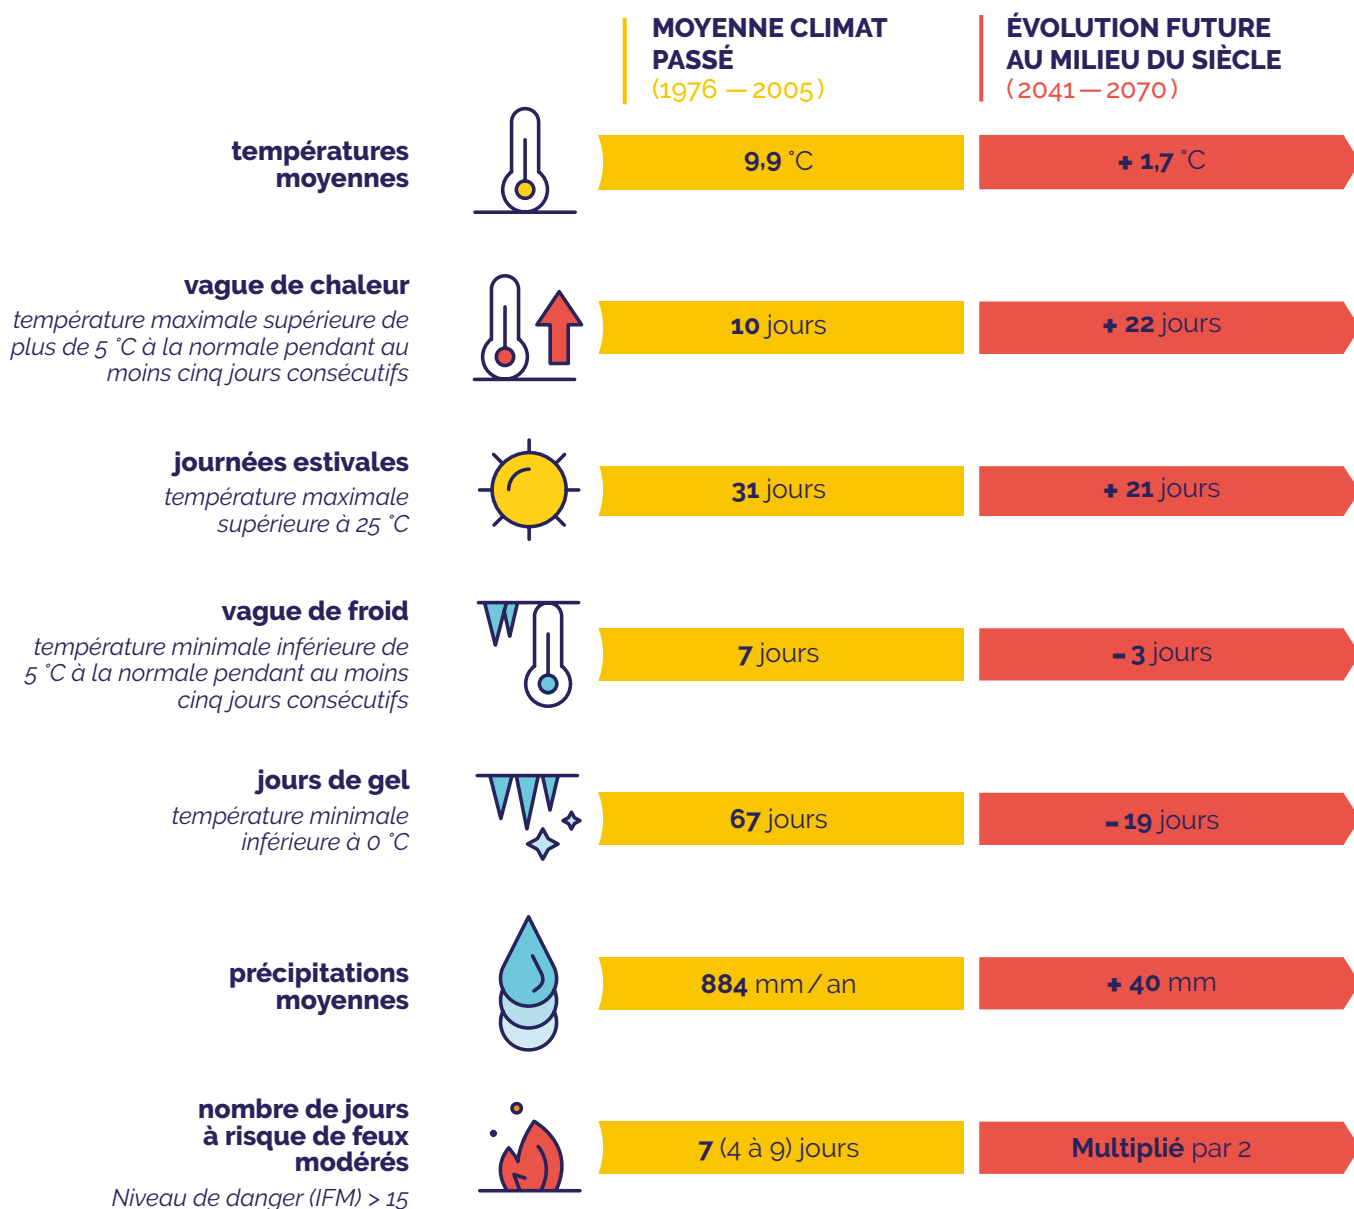 MOYENNE CLIMAT
PASSÉ
(1976 — 2005)
ÉVOLUTION FUTURE
AU MILIEU DU SIÈCLE
(2041 — 2070)
températures
moyennes
9,9 °C
+ 1,7 °C
vague de chaleur
température maximale supérieure de
plus de 5 °C à la normale pendant au
moins cinq jours consécutifs
10 jours
+ 22 jours
journées estivales
température maximale
supérieure à 25 °C
31 jours
+ 21 jours
vague de froid
température minimale inférieure de
5 °C à la normale pendant au moins
cinq jours consécutifs
7 jours
- 3 jours
jours de gel
température minimale
inférieure à 0 °C
67 jours
- 19 jours
précipitations
moyennes
884 mm / an
+ 40 mm
nombre de jours
à risque de feux
modérés
Niveau de danger (IFM) > 15
7 (4 à 9) jours
Multiplié par 2